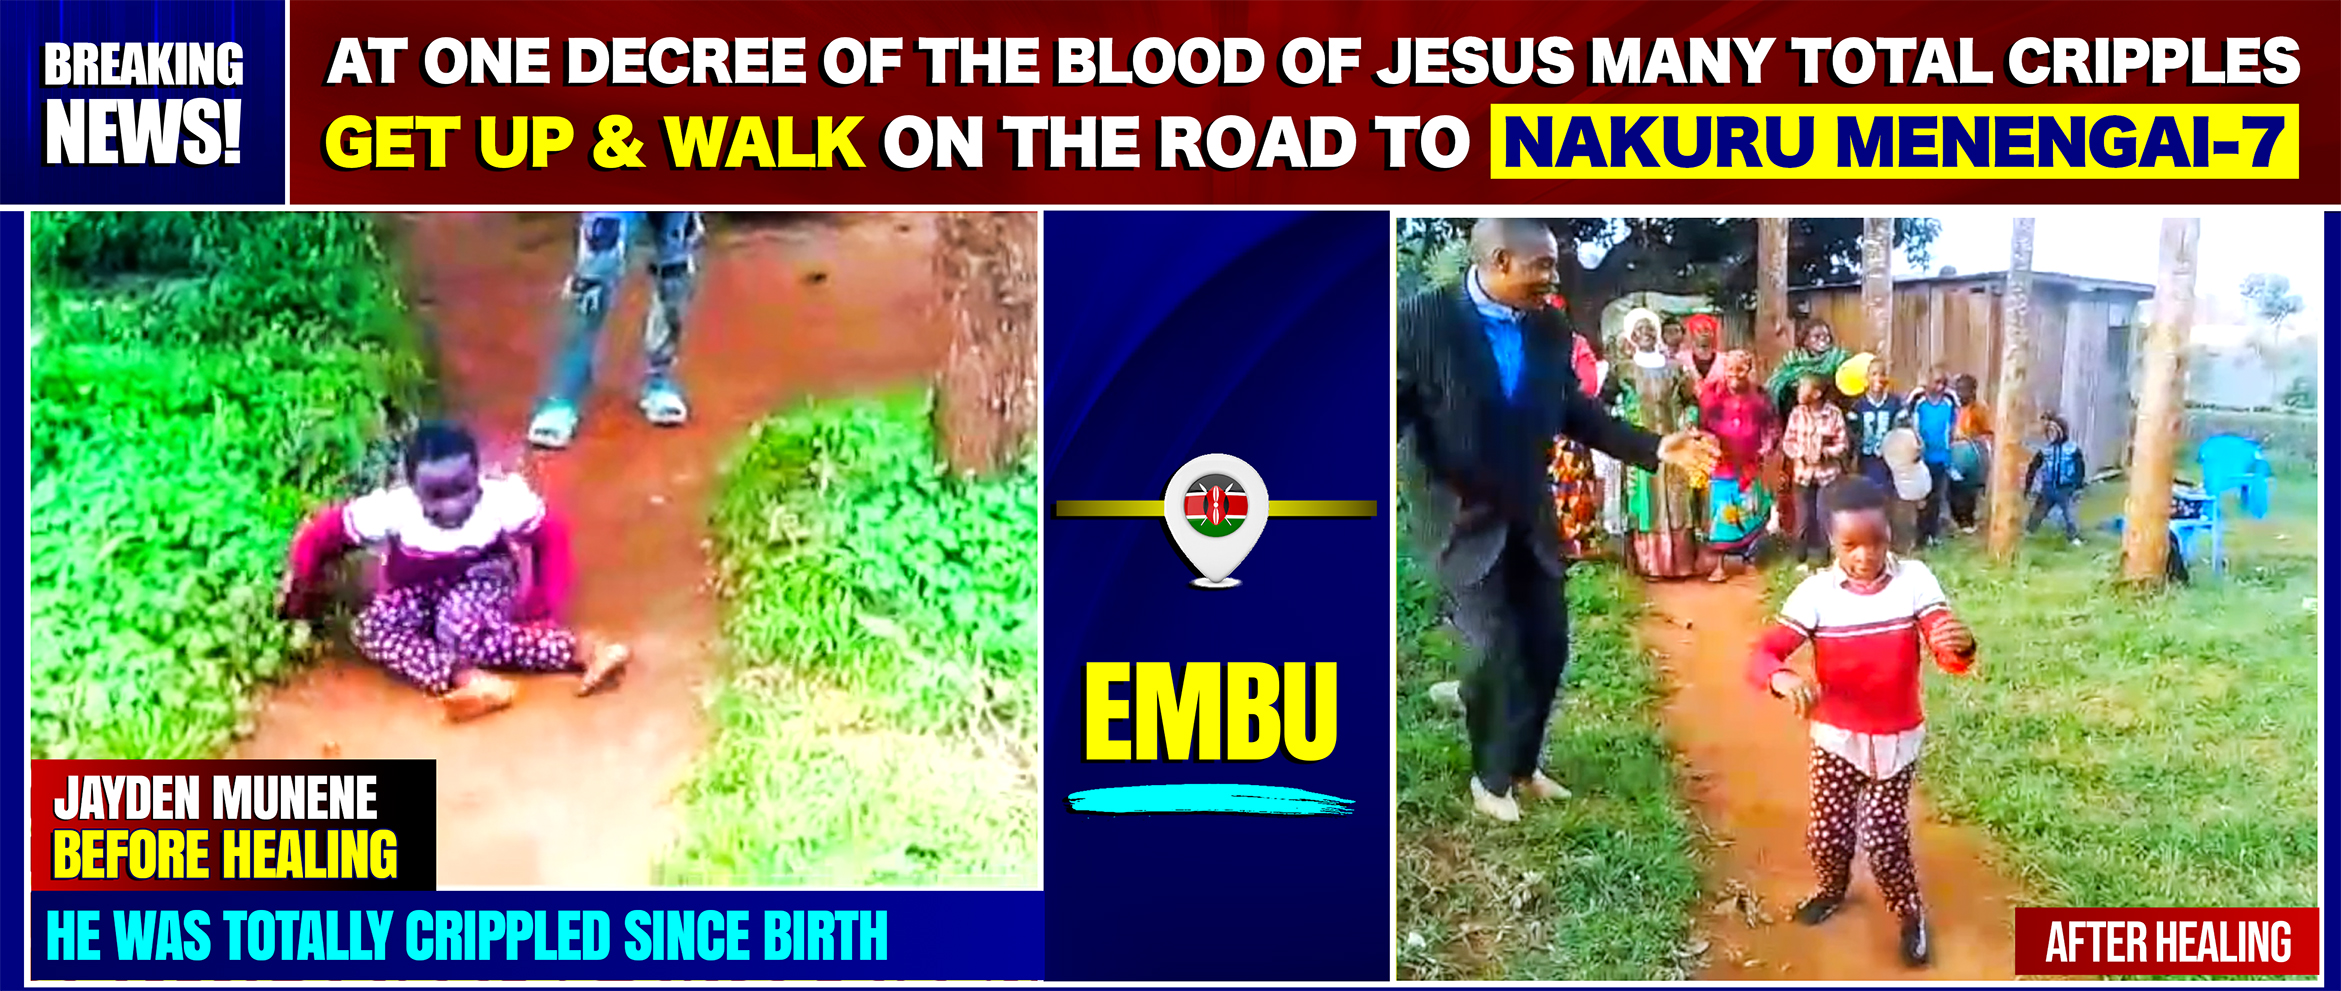 BREAKING
NEWS!
AT ONE DECREE OF THE BLOOD OF JESUS MANY TOTAL CRIPPLES
GET UP & WALK ON THE ROAD TO NAKURU MENENGAI-7
JAYDEN MUNENE
BEFORE HEALING
HE WAS TOTALLY CRIPPLED SINCE BIRTH
EMBU
AFTER HEALING